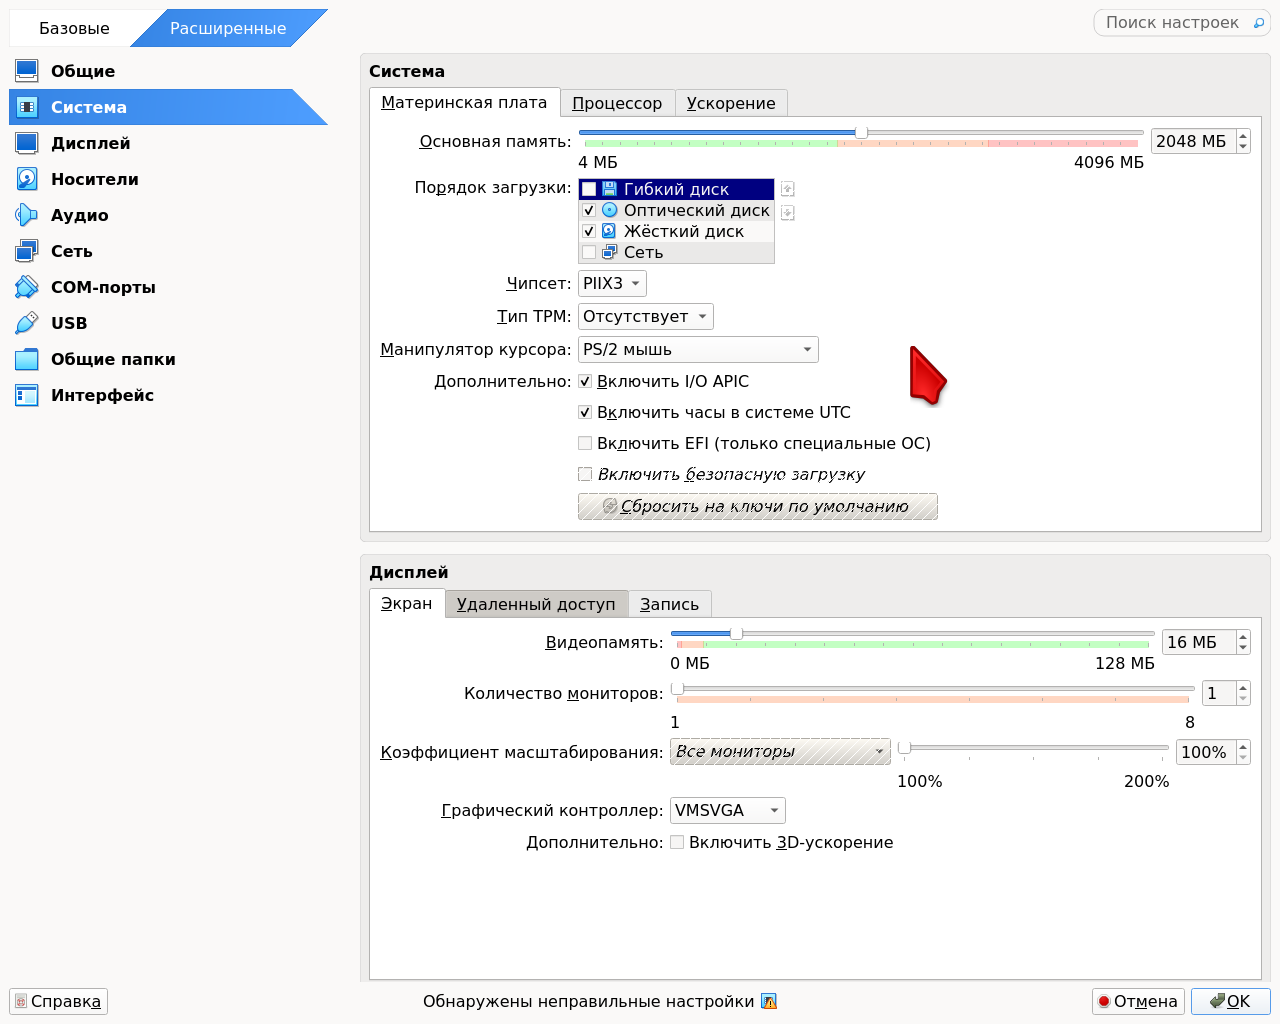 Базовые
Расширенные
Поиск настроек
Общие
Система
Дисплей
Носители
Аудио
Сеть
COM-порты
USB
Общие папки
Интерфейс
Система
Материнская плата
Процессор
Ускорение
Основная память:
2048 МБ
4 МБ
4096 МБ
Порядок загрузки:
Гибкий диск
Оптический диск
Жёсткий диск
Сеть
Чипсет:
PIIX3
Тип TPM:
Отсутствует
Манипулятор курсора:
PS/2 мышь
Дополнительно:
Включить I/O APIC
Включить часы в системе UTC
Включить EFI (только специальные ОС)
Включить безопасную загрузку
Сбросить на ключи по умолчанию
Дисплей
Экран
Удаленный доступ
Запись
Видеопамять:
16 МБ
0 МБ
128 МБ
Количество мониторов:
1
1
8
Коэффициент масштабирования:
Все мониторы
100%
100%
200%
Графический контроллер:
VMSVGA
Дополнительно:
Включить 3D-ускорение
Справка
Обнаружены неправильные настройки
Отмена
OK